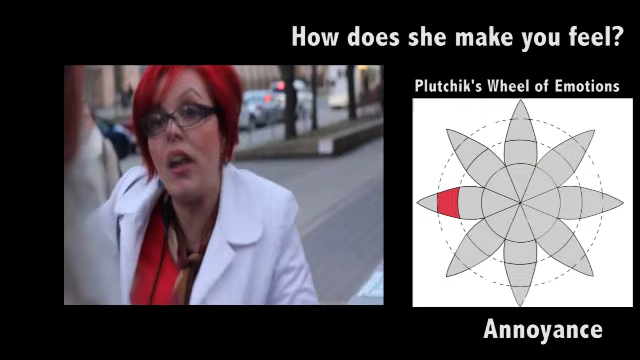 How does she make you feel?
Plutchik's Wheel of Emotions
Annoyance